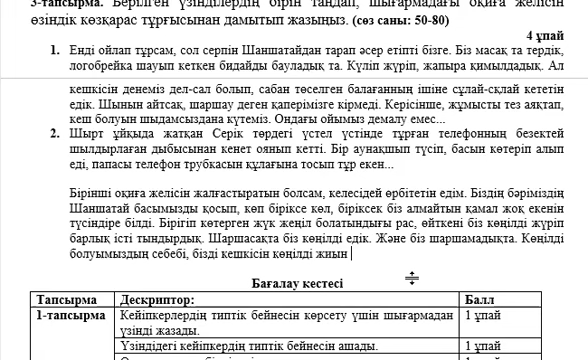 3-тапсырма. Берілген үзінділердің бірін таңдап, шығармадағы оқиға желісін
өзіндік көзқарас тұрғысынан дамытып жазыңыз. (сөз саны: 50-80)
4 ұпай
1. Енді ойлап тұрсам, сол серпін Шаншатайдан тарап әсер етіпті бізге. Біз масақ та тердік,
логобрейка шауып кеткен бидайды бауладық та. Күліп жүріп, жапыра қимылдадық. Ал
кешкісін денеміз дел-сал болып, сабан төселген балағанның ішіне сұлай-сқлай кететін
едік. Шынын айтсақ, шаршау деген қаперімізге кірмеді. Керісінше, жұмысты тез аяқтап,
кеш болуын шыдамсыздана күтеміз. Ондағы ойымыз демалу емес...
2. Шырт ұйқыда жатқан Серік төрдегі үстел үстінде тұрған телефонның безектей
шылдырлаған дыбысынан кенет оянып кетті. Бір аунақшып түсіп, басын көтеріп алып
еді, папасы телефон трубкасын құлағына тосып тұр екен...
Бірінші оқиға желісін жалғастыратын болсам, келесідей өрбітетін едім. Біздің бәріміздің
Шаншатай басымызды қосып, көп біріксе көл, біріксек біз алмайтын қамал жоқ екенін
түсіндіре білді. Бірігіп көтерген жүк жеңіл болатындығы рас, өйткені біз көңілді жүріп
барлық істі тындырдық. Шаршасақта біз көңілді едік. Және біз шаршамадықта. Көңілді
болуымыздың себебі, бізді кешкісін көңілді жиын
Бағалау кестесі
Тапсырма Дескриптор: Балл
1-тапсырма Кейіпкерлердің типтік бейнесін көрсету үшін шығармадан 1 ұпай
үзінді жазады.
Үзіндідегі кейіпкердің типтік бейнесін ашады. 1 ұпай